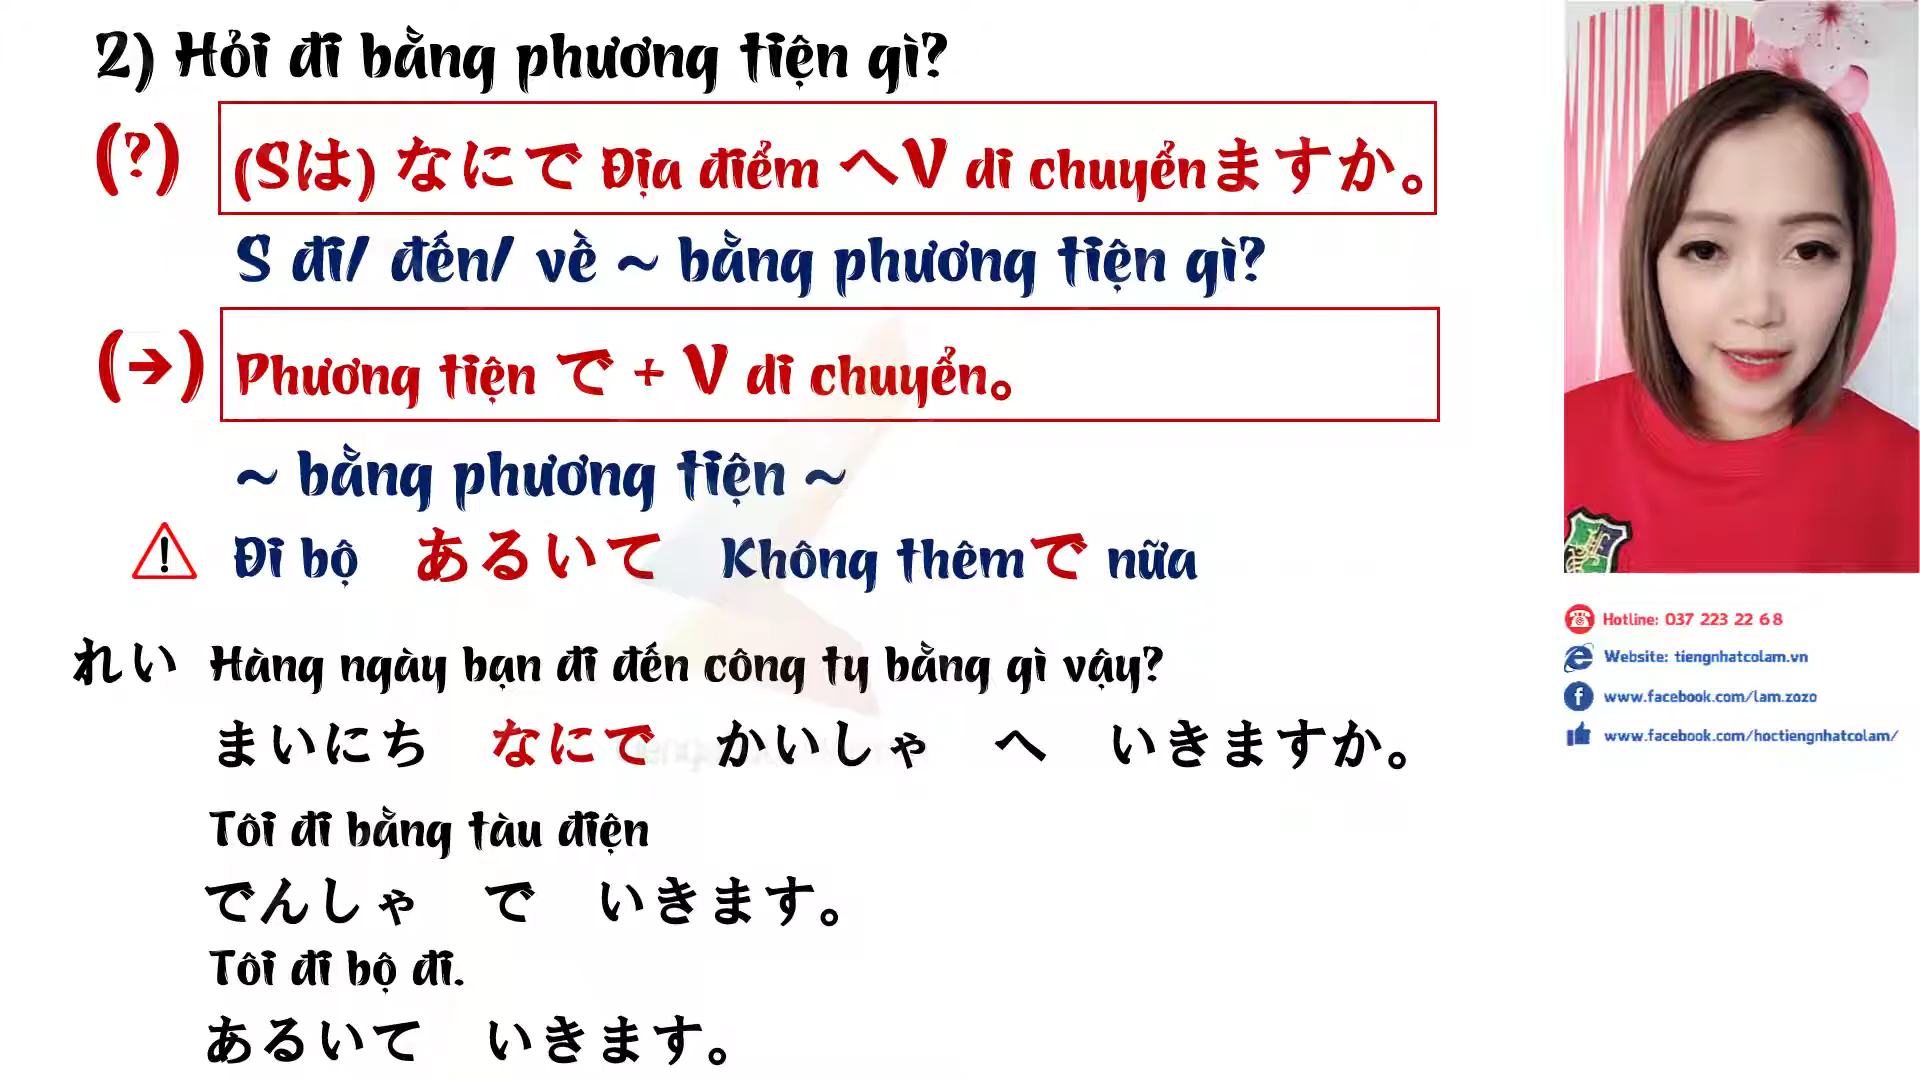 2) Hỏi đi bằng phương tiện gì?
(?) (Sは) なにで Địa điểm へV di chuyểnますか。
S đi/ đến/ về ~ bằng phương tiện gì?
(➔) Phương tiện で + V di chuyển。
~ bằng phương tiện ~
! Đi bộ あるいて Không thêmで nữa
れい Hàng ngày bạn đi đến công ty bằng gì vậy?
まいにち なにで かいしゃ へ いきますか。
Tôi đi bằng tàu điện
でんしゃ で いきます。
Tôi đi bộ đi.
あるいて いきます。
Hotline: 037 223 22 68
Website: tiengnhatcolam.vn
www.facebook.com/lam.zozo
www.facebook.com/hoctiengnhatcolam/